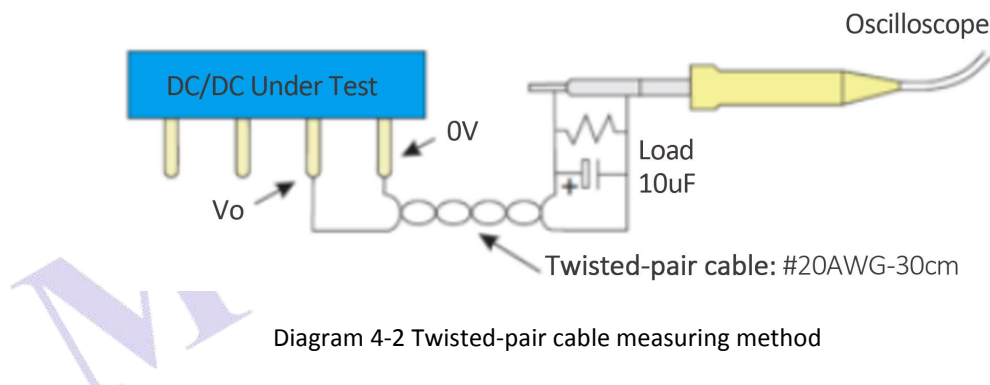 Oscilloscope
DC/DC Under Test
0V
Load
10uF
+
Vo
Twisted-pair cable: #20AWG-30cm
M
Diagram 4-2 Twisted-pair cable measuring method